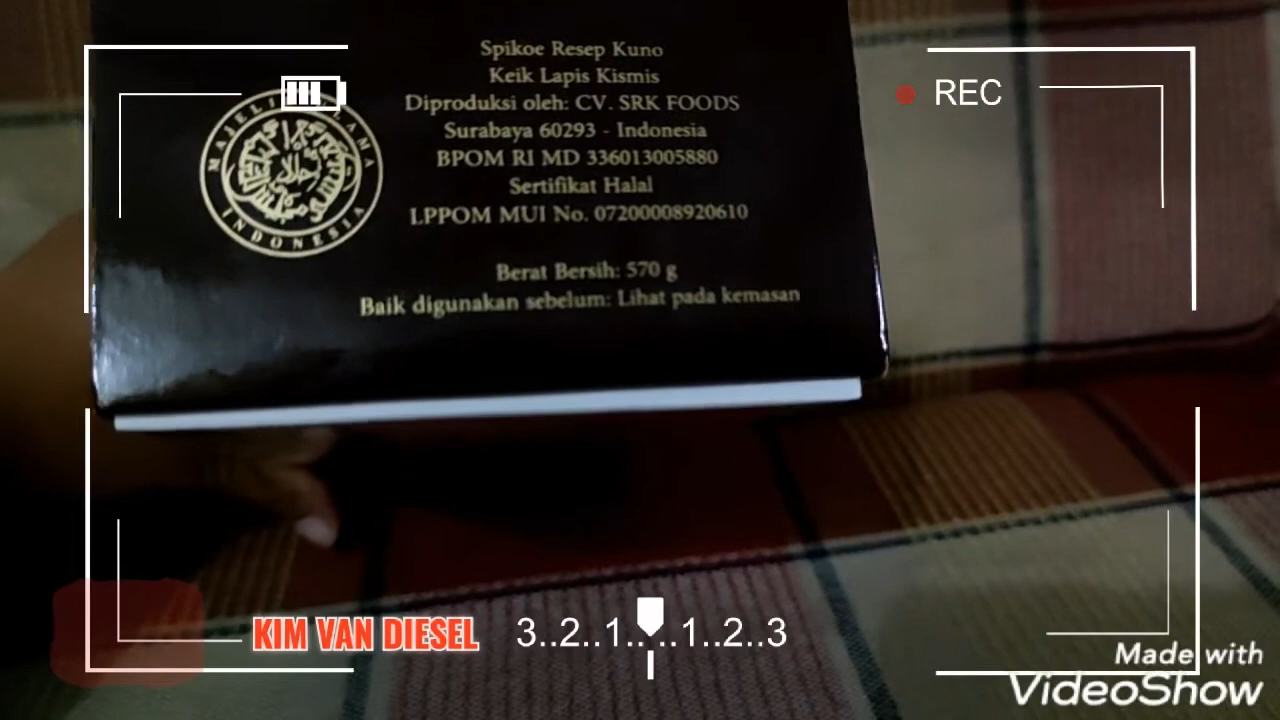 Spikoe Resep Kuno
Keik Lapis Kismis
Diproduksi oleh: CV. SRK FOODS
Surabaya 60293 - Indonesia
BPOM RI MD 336013005880
Sertifikat Halal
LPPOM MUI No. 07200008920610
Berat Bersih: 570 g
Baik digunakan sebelum: Lihat pada kemasan
INDONESIA
حلال
REC
KIM VAN DIESEL
3..2..1.. ..1..2..3
Made with
VideoShow